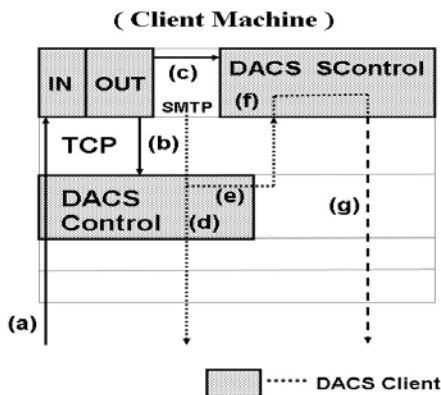 ( Client Machine )
IN OUT (c) DACS SControl
SMTP (f)
TCP (b)
DACS Control (e) (g)
(d)
(a)
DACS Client